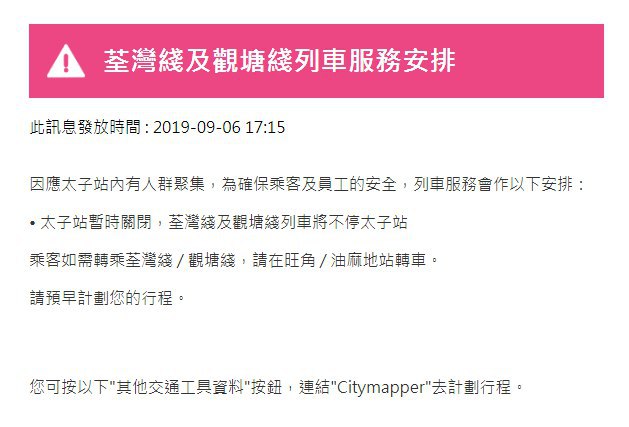 荃灣綫及觀塘綫列車服務安排
此訊息發放時間 : 2019-09-06 17:15
因應太子站內有人群聚集，為確保乘客及員工的安全，列車服務會作以下安排：
• 太子站暫時關閉，荃灣綫及觀塘綫列車將不停太子站
乘客如需轉乘荃灣綫 / 觀塘綫，請在旺角 / 油麻地站轉車。
請預早計劃您的行程。
您可按以下"其他交通工具資料"按鈕，連結"Citymapper"去計劃行程。